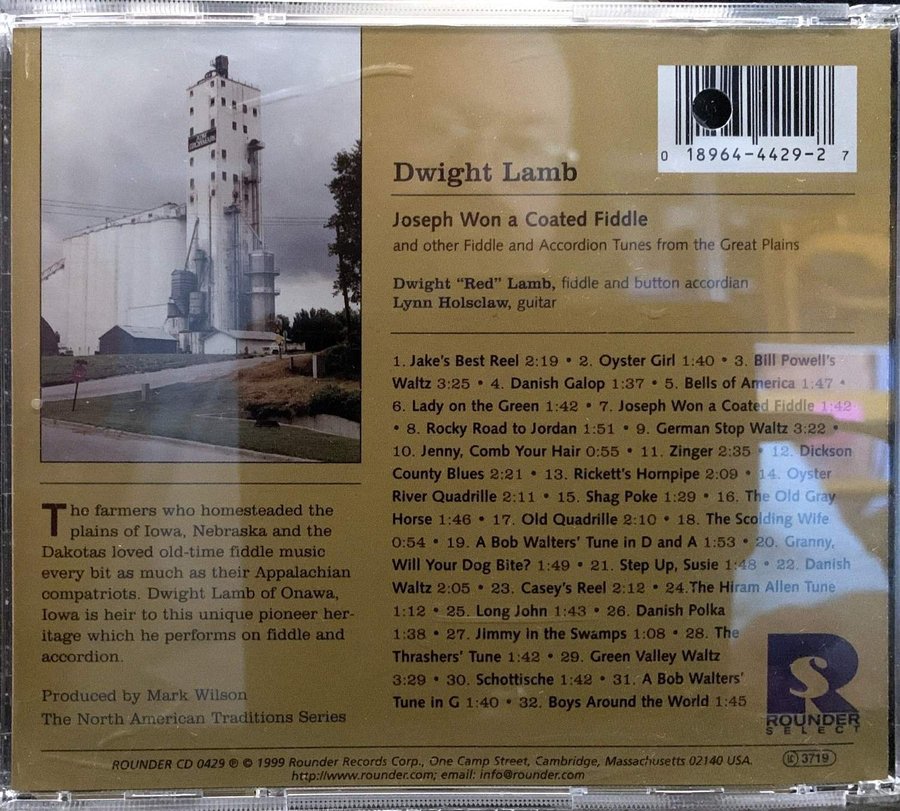 0 18964-4429-2 7
Dwight Lamb
Joseph Won a Coated Fiddle
and other Fiddle and Accordion Tunes from the Great Plains
Dwight “Red” Lamb, fiddle and button accordian
Lynn Holsclaw, guitar
1. Jake's Best Reel 2:19 • 2. Oyster Girl 1:40 • 3. Bill Powell's
Waltz 3:25 • 4. Danish Galop 1:37 • 5. Bells of America 1:47 •
6. Lady on the Green 1:42 • 7. Joseph Won a Coated Fiddle 1:42
• 8. Rocky Road to Jordan 1:51 • 9. German Stop Waltz 3:22 •
10. Jenny, Comb Your Hair 0:55 • 11. Zinger 2:35 • 12. Dickson
County Blues 2:21 • 13. Rickett's Hornpipe 2:09 • 14. Oyster
River Quadrille 2:11 • 15. Shag Poke 1:29 • 16. The Old Gray
Horse 1:46 • 17. Old Quadrille 2:10 • 18. The Scolding Wife
0:54 • 19. A Bob Walters' Tune in D and A 1:53 • 20. Granny,
Will Your Dog Bite? 1:49 • 21. Step Up, Susie 1:48 • 22. Danish
Waltz 2:05 • 23. Casey's Reel 2:12 • 24.The Hiram Allen Tune
1:12 • 25. Long John 1:43 • 26. Danish Polka
1:38 • 27. Jimmy in the Swamps 1:08 • 28. The
Thrashers' Tune 1:42 • 29. Green Valley Waltz
3:29 • 30. Schottische 1:42 • 31. A Bob Walters'
Tune in G 1:40 • 32. Boys Around the World 1:45
The farmers who homesteaded the
plains of Iowa, Nebraska and the
Dakotas loved old-time fiddle music
every bit as much as their Appalachian
compatriots. Dwight Lamb of Onawa,
Iowa is heir to this unique pioneer her-
itage which he performs on fiddle and
accordion.
Produced by Mark Wilson
The North American Traditions Series
R
S
ROUNDER
SELECT
ROUNDER CD 0429 ℗ © 1999 Rounder Records Corp., One Camp Street, Cambridge, Massachusetts 02140 USA.
http://www.rounder.com; email: info@rounder.com
3719